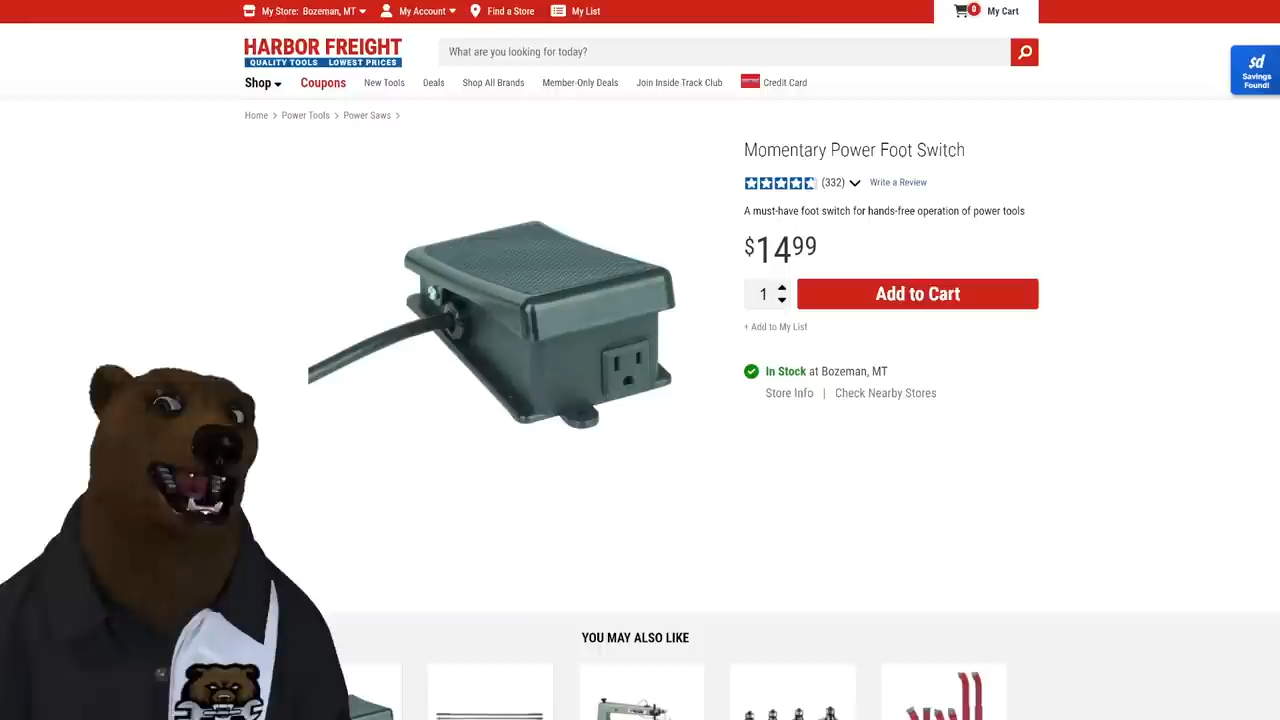 My Store: Bozeman, MT
My Account
Find a Store
My List
0
My Cart
HARBOR FREIGHT
QUALITY TOOLS LOWEST PRICES
What are you looking for today?
sd
Savings
Found!
Shop
Coupons
New Tools
Deals
Shop All Brands
Member-Only Deals
Join Inside Track Club
Credit Card
Home > Power Tools > Power Saws >
Momentary Power Foot Switch
(332)
Write a Review
A must-have foot switch for hands-free operation of power tools
$14.99
1
Add to Cart
+ Add to My List
In Stock at Bozeman, MT
Store Info | Check Nearby Stores
YOU MAY ALSO LIKE